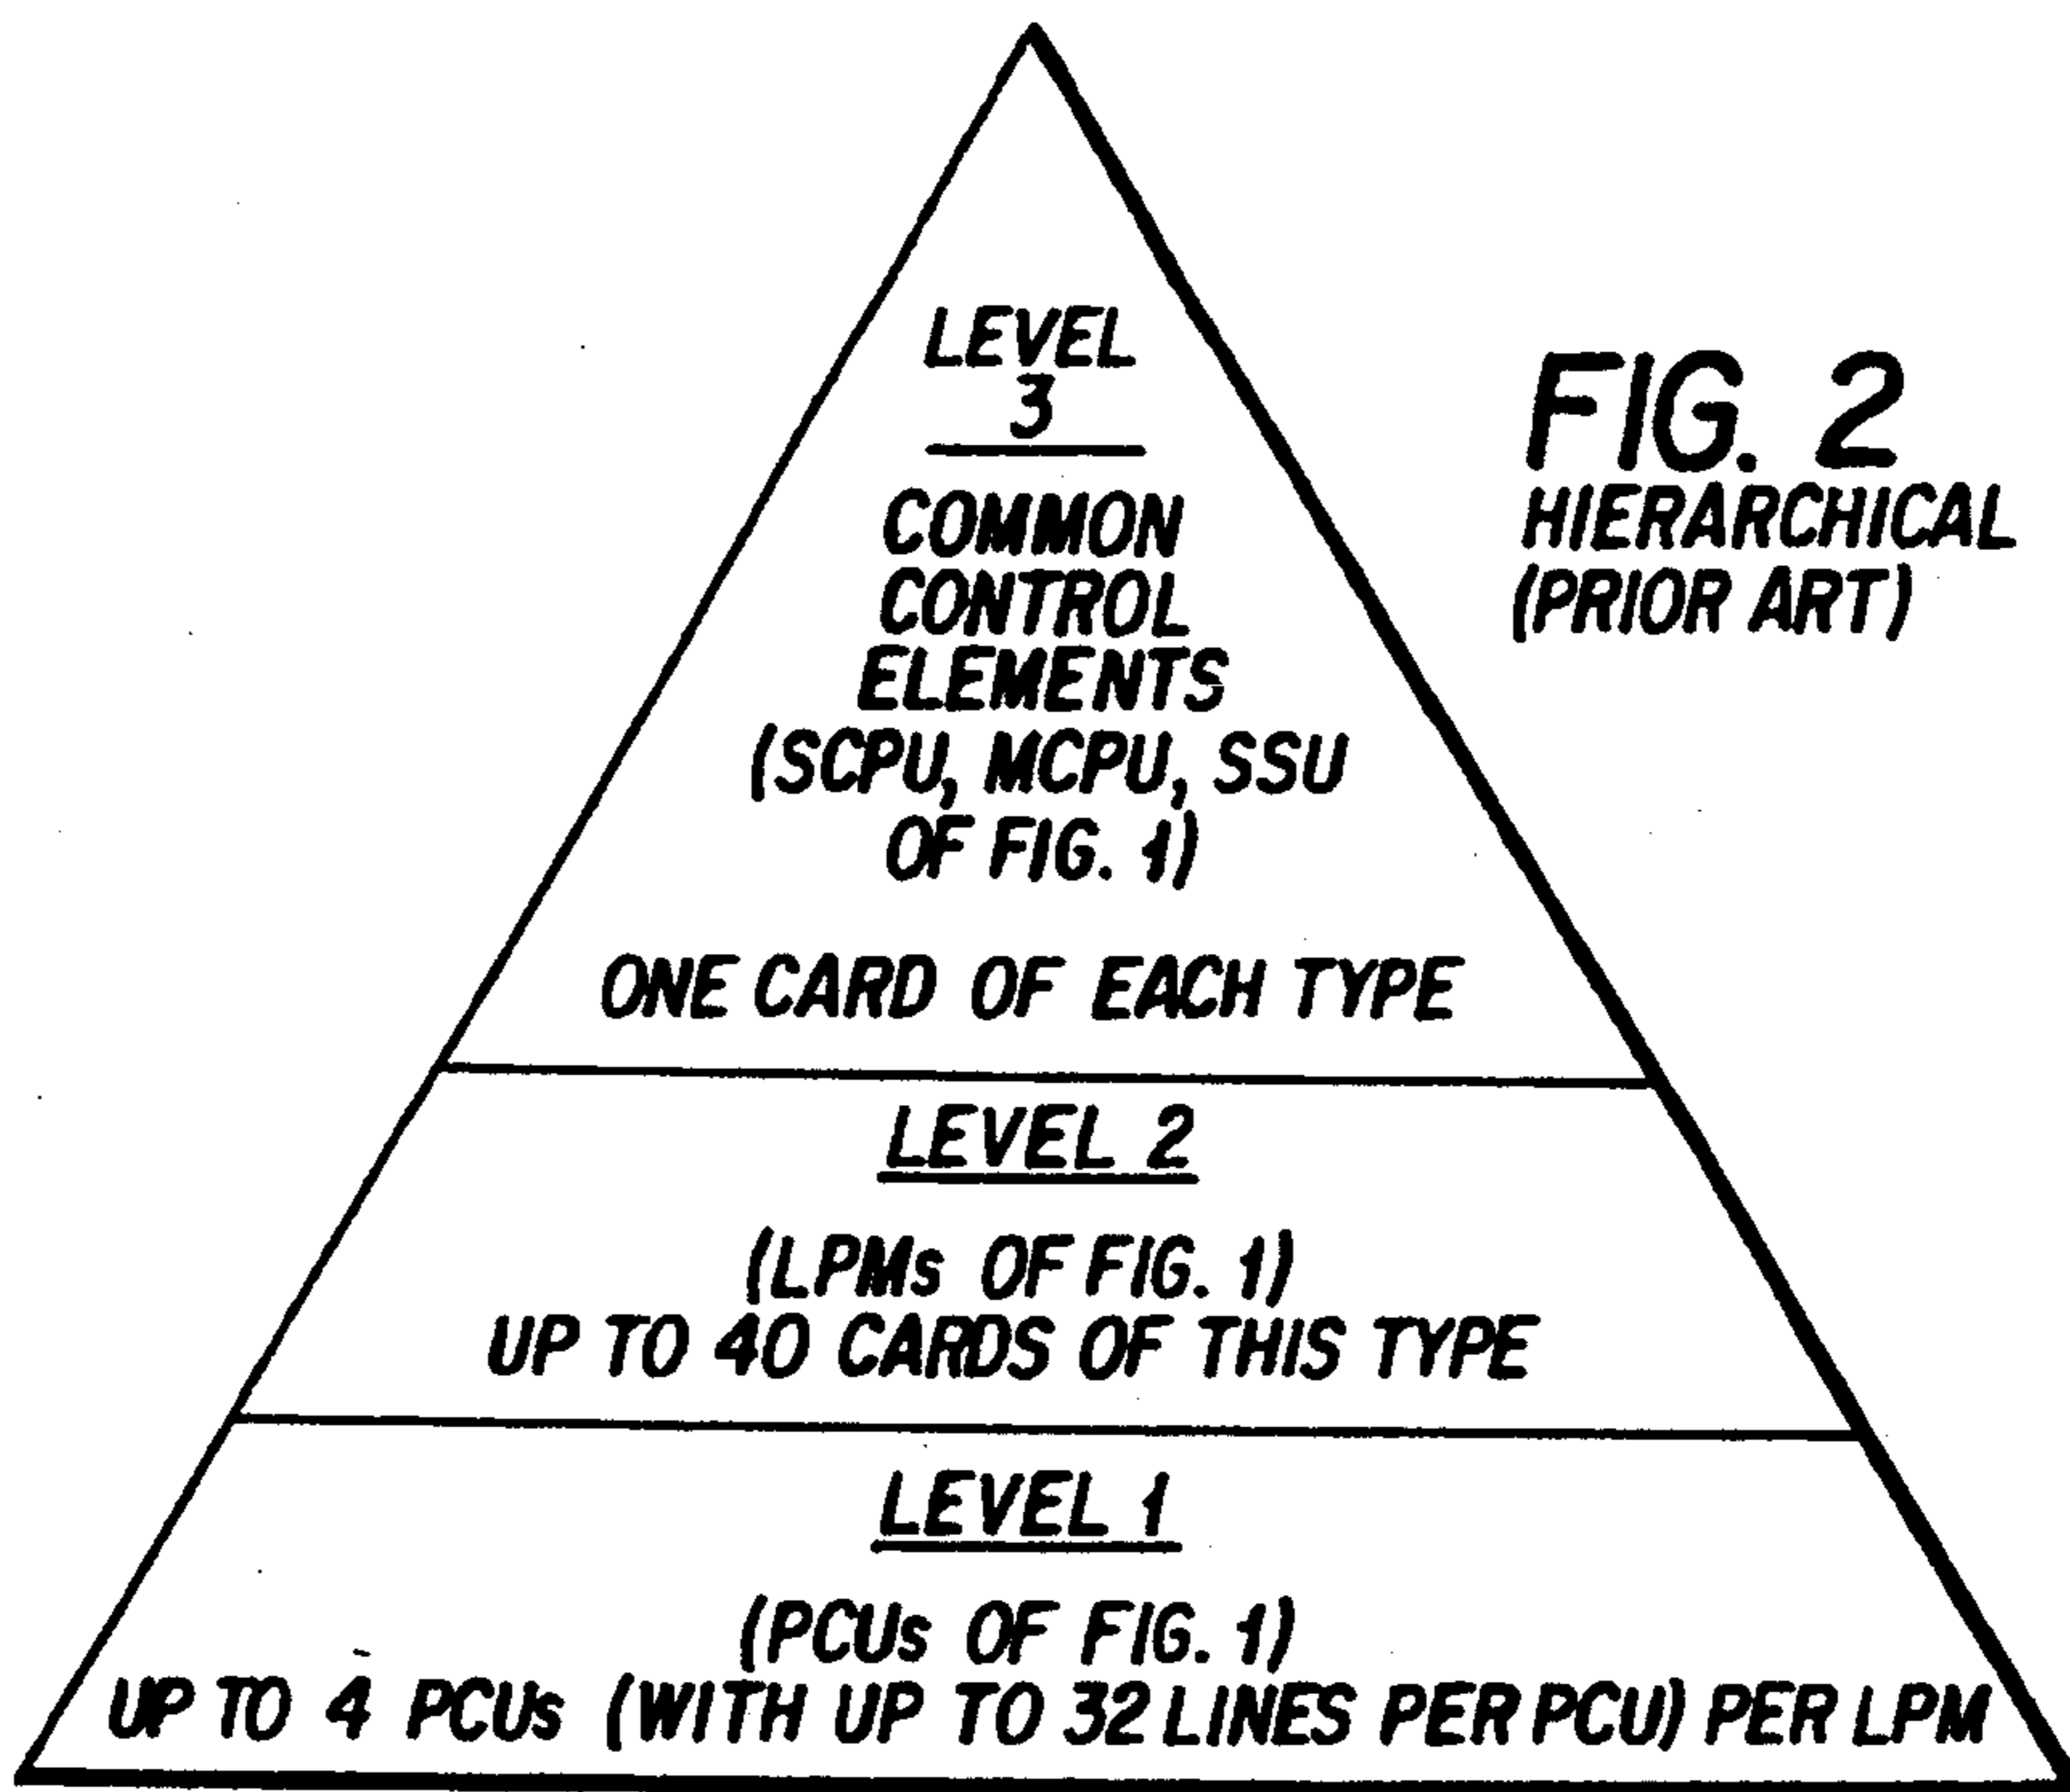 LEVEL
3
COMMON
CONTROL
ELEMENTS
(SCPU, MCPU, SSU
OF FIG. 1)
ONE CARD OF EACH TYPE
FIG. 2
HIERARCHICAL
(PRIOR ART)
LEVEL 2
(LPMs OF FIG. 1)
UP TO 40 CARDS OF THIS TYPE
LEVEL 1
(PCUs OF FIG. 1)
UP TO 4 PCUs (WITH UP TO 32 LINES PER PCU) PER LPM